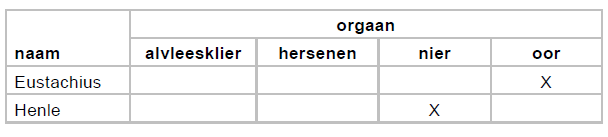 orgaan
naam alvleesklier hersenen nier oor
Eustachius X
Henle X